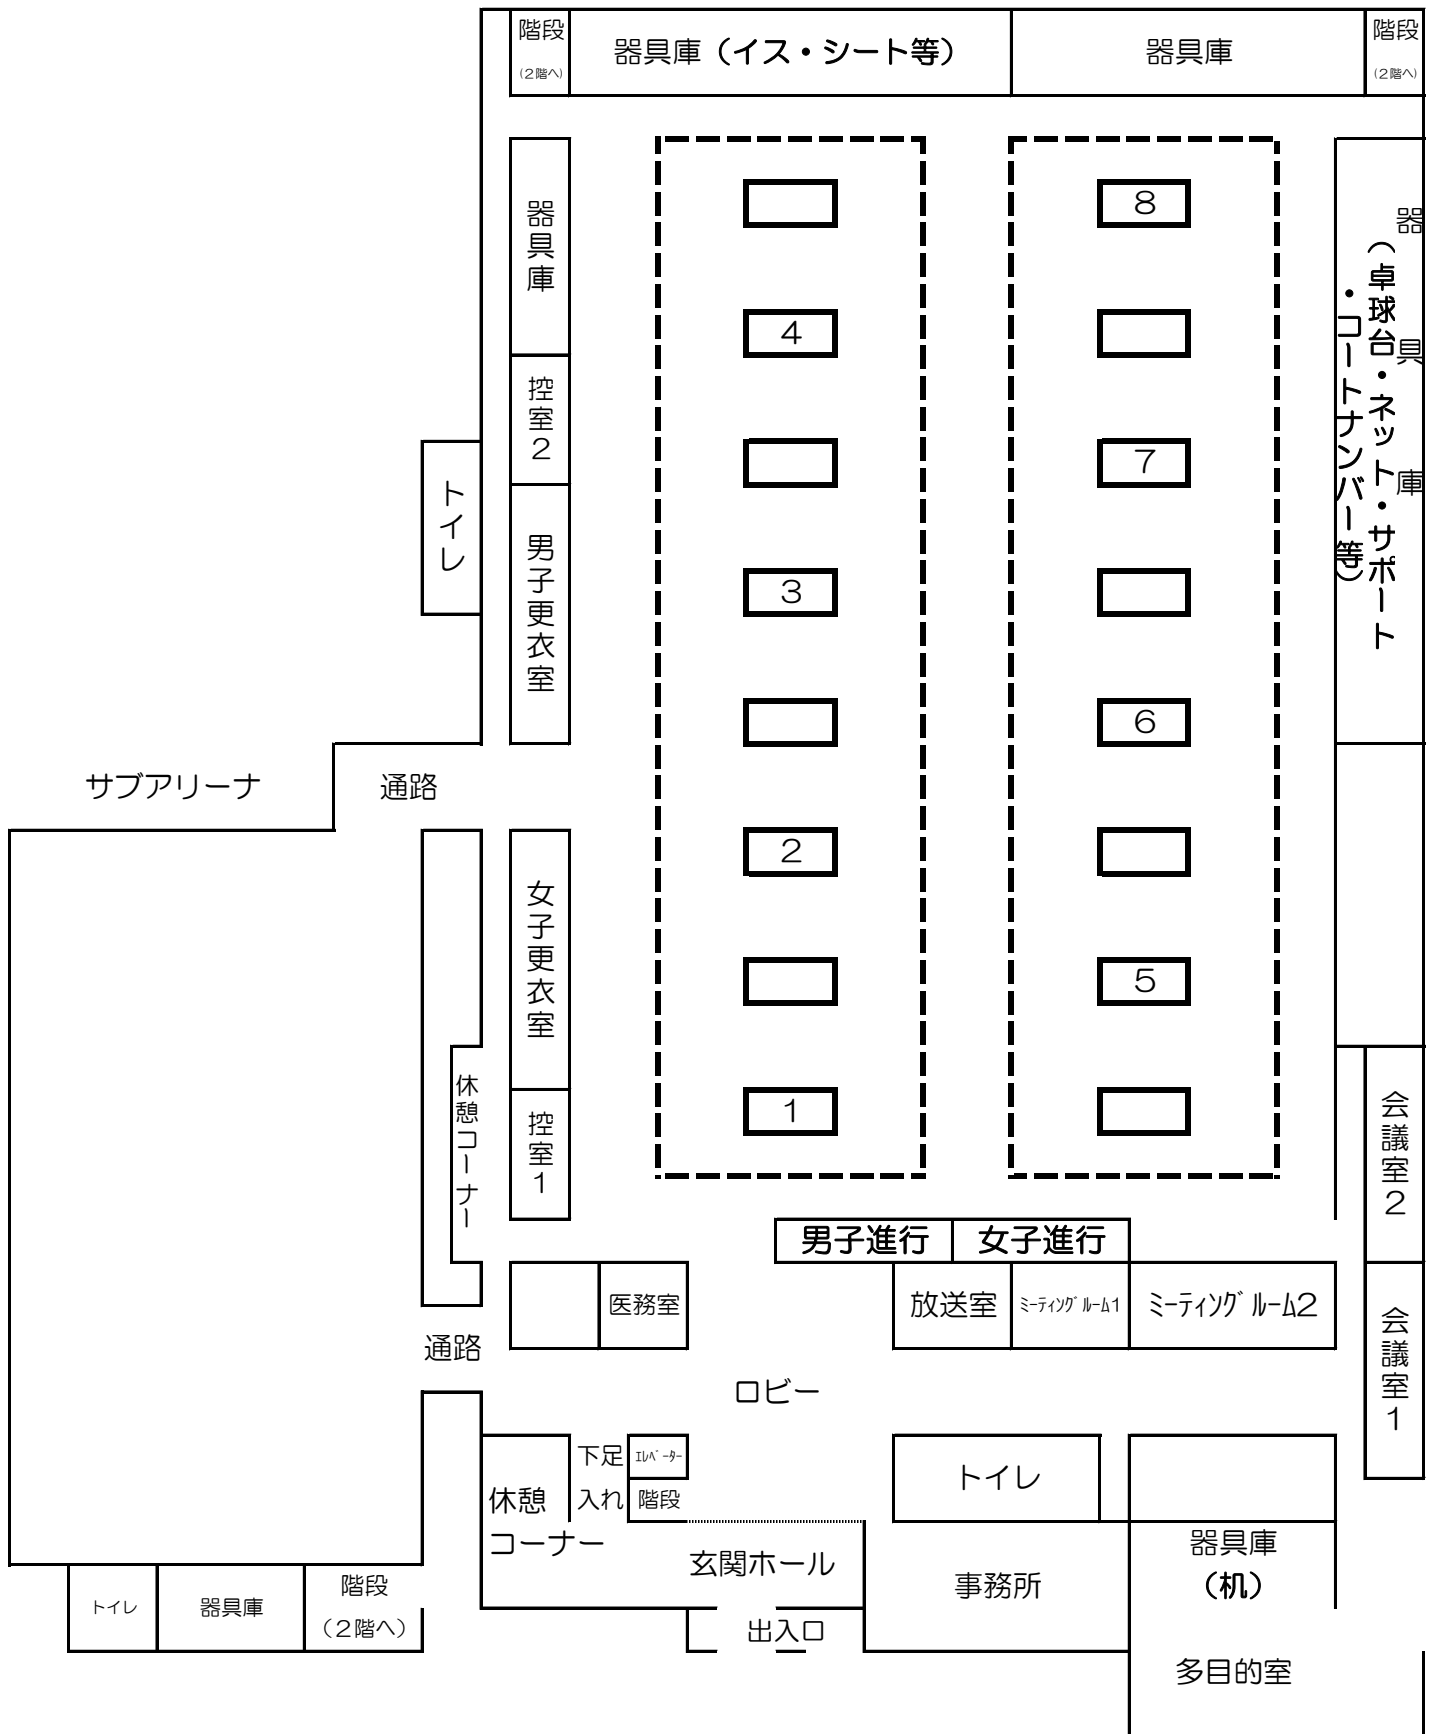 階段
(2階へ)
器具庫（イス・シート等）
器具庫
階段
(2階へ)
器具庫
8
器具庫
（卓球台・ネット・サポート
・コートナンバー等）
4
控室2
7
トイレ
男子更衣室
3
6
サブアリーナ
通路
2
女子更衣室
5
休憩コーナー
控室1
1
会議室2
男子進行
女子進行
医務室
放送室
ﾐｰﾃｨﾝｸﾞﾙｰﾑ1
ﾐｰﾃｨﾝｸﾞﾙｰﾑ2
会議室1
通路
ロビー
下足
入れ
ｴﾚﾍﾞｰﾀｰ
階段
トイレ
休憩
コーナー
玄関ホール
器具庫
（机）
事務所
トイレ
器具庫
階段
（2階へ）
出入口
多目的室